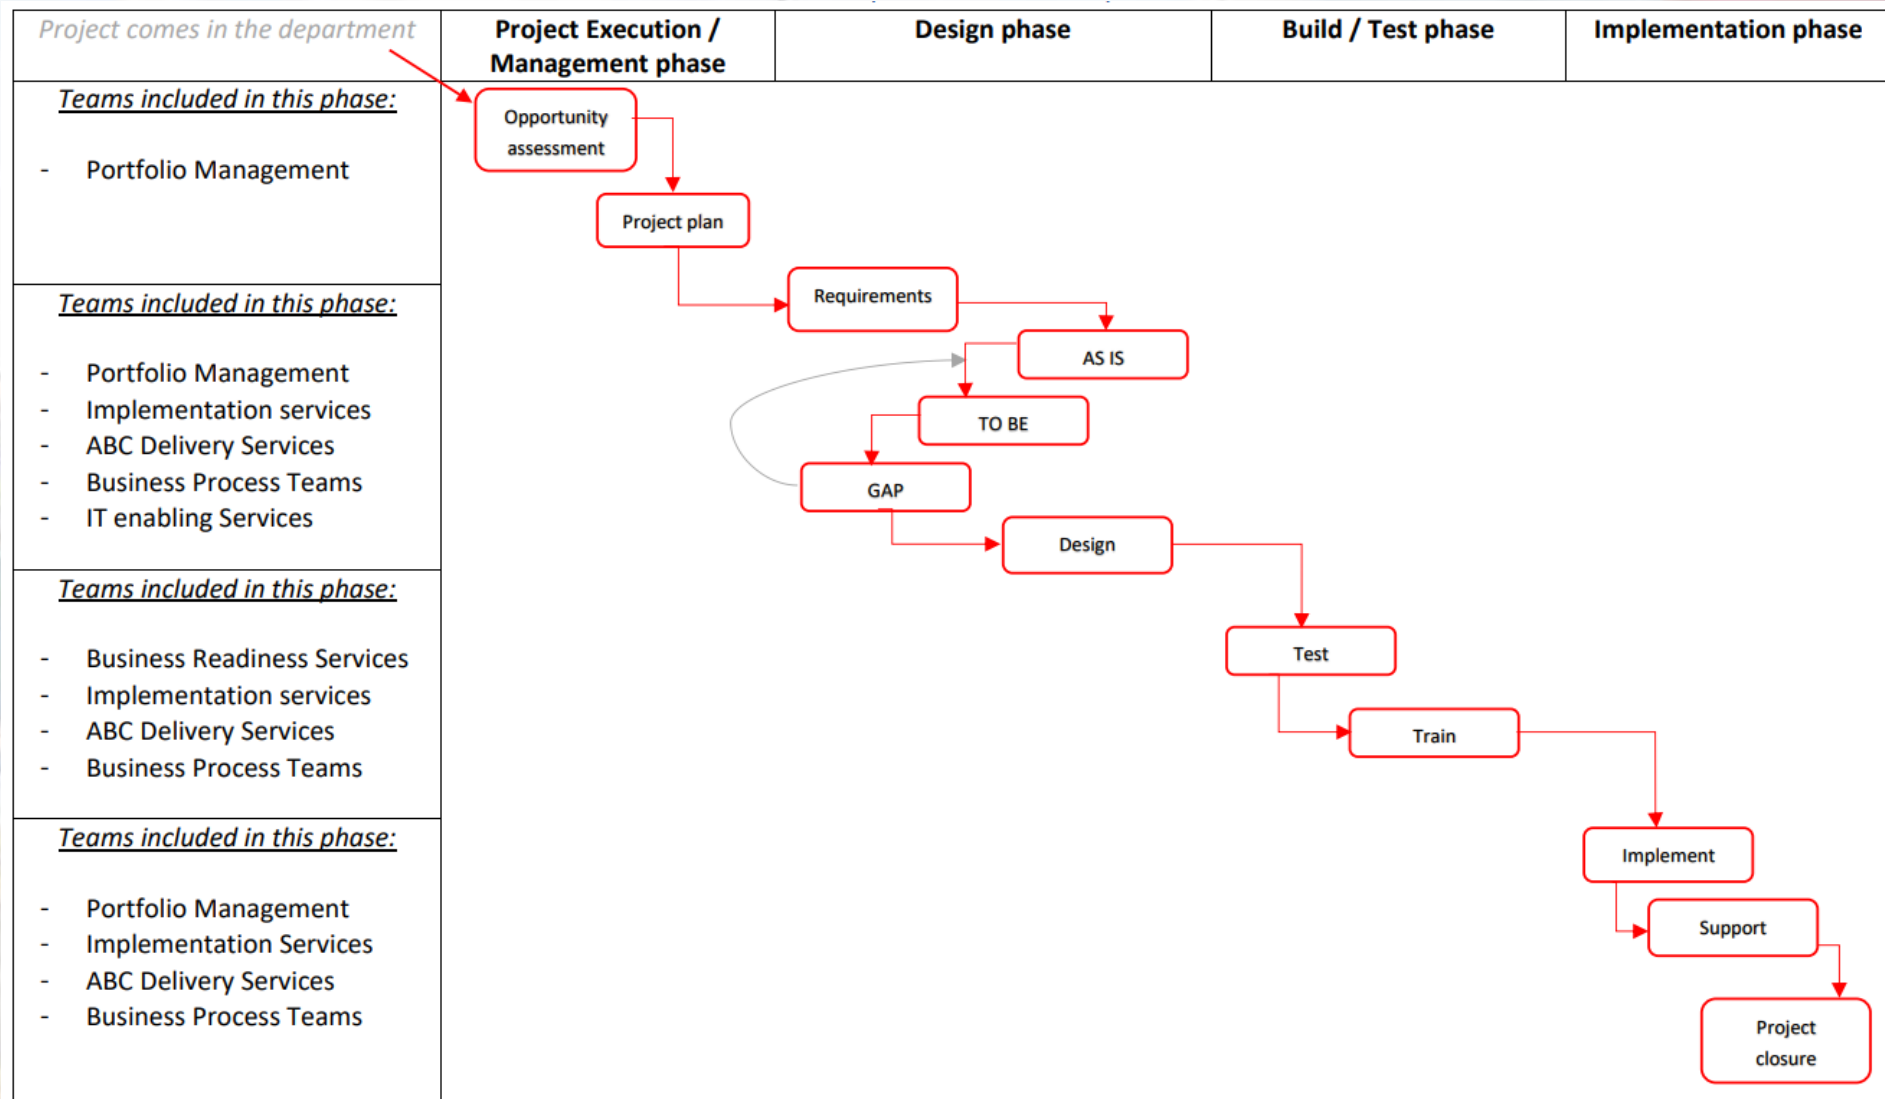 Project comes in the department
Project Execution /
Management phase
Design phase
Build / Test phase
Implementation phase
Teams included in this phase:
- Portfolio Management
Opportunity
assessment
Project plan
Teams included in this phase:
- Portfolio Management
- Implementation services
- ABC Delivery Services
- Business Process Teams
- IT enabling Services
Requirements
AS IS
TO BE
GAP
Design
Teams included in this phase:
- Business Readiness Services
- Implementation services
- ABC Delivery Services
- Business Process Teams
Test
Train
Teams included in this phase:
- Portfolio Management
- Implementation Services
- ABC Delivery Services
- Business Process Teams
Implement
Support
Project
closure